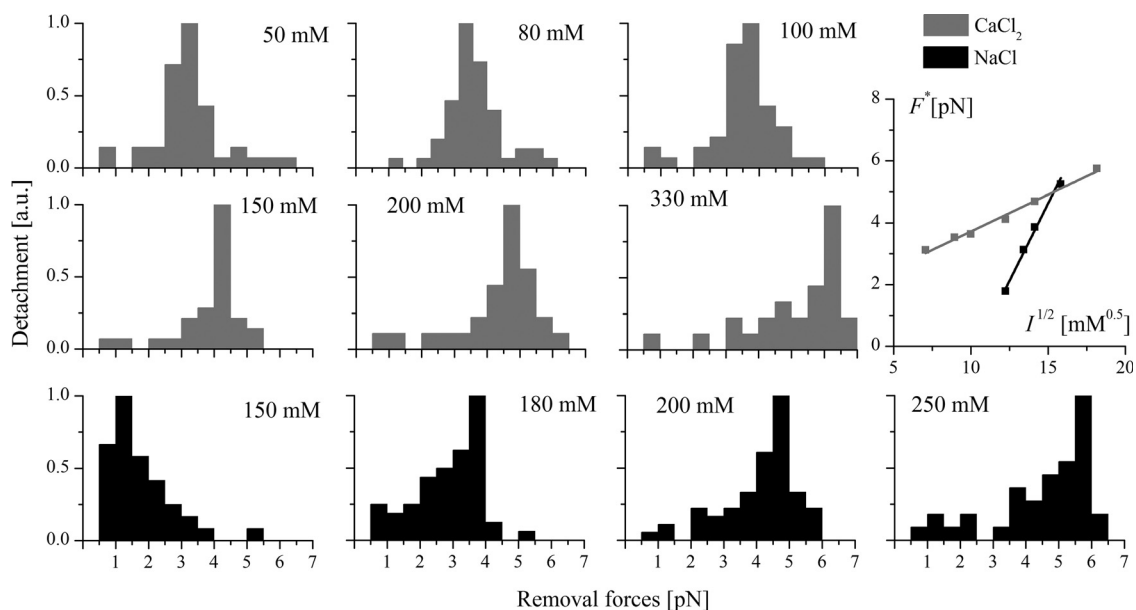 CaCl₂
NaCl
1.0
0.5
0.0
50 mM
80 mM
100 mM
8
6
4
2
0
F* [pN]
I^1/2 [mM^0.5]
5 10 15 20
1.0
0.5
0.0
150 mM
200 mM
330 mM
Detachment [a.u.]
1.0
0.5
0.0
150 mM
180 mM
200 mM
250 mM
1 2 3 4 5 6 7
1 2 3 4 5 6 7
1 2 3 4 5 6 7
1 2 3 4 5 6 7
Removal forces [pN]